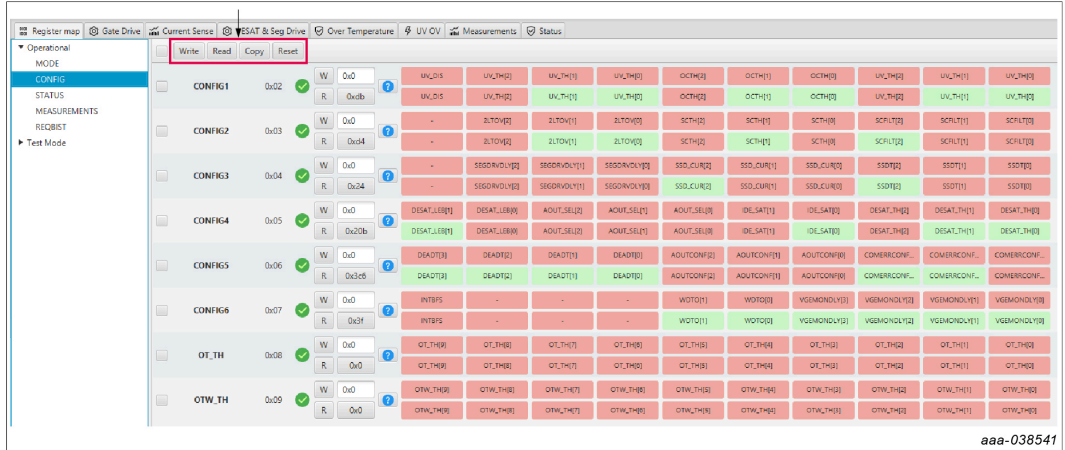 Register map Gate Drive Current Sense DESAT & Seg Drive Over Temperature UV OV Measurements Status
Operational
MODE
CONFIG
STATUS
MEASUREMENTS
REQBIST
Test Mode
Write Read Copy Reset
CONFIG1 0x02 W 0x0 UV_DIS UV_TH[2] UV_TH[1] UV_TH[0] OCTH[2] OCTH[1] OCTH[0] UV_TH[2] UV_TH[1] UV_TH[0]
R 0xdb UV_DIS UV_TH[2] UV_TH[1] UV_TH[0] OCTH[2] OCTH[1] OCTH[0] UV_TH[2] UV_TH[1] UV_TH[0]
CONFIG2 0x03 W 0x0 - 2LTOV[2] 2LTOV[1] 2LTOV[0] SCTH[2] SCTH[1] SCTH[0] SCFILT[2] SCFILT[1] SCFILT[0]
R 0xd4 - 2LTOV[2] 2LTOV[1] 2LTOV[0] SCTH[2] SCTH[1] SCTH[0] SCFILT[2] SCFILT[1] SCFILT[0]
CONFIG3 0x04 W 0x0 - SEGDRVDLY[2] SEGDRVDLY[1] SEGDRVDLY[0] SSD_CUR[2] SSD_CUR[1] SSD_CUR[0] SSDT[2] SSDT[1] SSDT[0]
R 0x24 - SEGDRVDLY[2] SEGDRVDLY[1] SEGDRVDLY[0] SSD_CUR[2] SSD_CUR[1] SSD_CUR[0] SSDT[2] SSDT[1] SSDT[0]
CONFIG4 0x05 W 0x0 DESAT_LEB[1] DESAT_LEB[0] AOUT_SEL[2] AOUT_SEL[1] AOUT_SEL[0] IDE_SAT[1] IDE_SAT[0] DESAT_TH[2] DESAT_TH[1] DESAT_TH[0]
R 0x20b DESAT_LEB[1] DESAT_LEB[0] AOUT_SEL[2] AOUT_SEL[1] AOUT_SEL[0] IDE_SAT[1] IDE_SAT[0] DESAT_TH[2] DESAT_TH[1] DESAT_TH[0]
CONFIG5 0x06 W 0x0 DEADT[3] DEADT[2] DEADT[1] DEADT[0] AOUTCONF[2] AOUTCONF[1] AOUTCONF[0] COMERRCONF... COMERRCONF... COMERRCONF...
R 0x3c6 DEADT[3] DEADT[2] DEADT[1] DEADT[0] AOUTCONF[2] AOUTCONF[1] AOUTCONF[0] COMERRCONF... COMERRCONF... COMERRCONF...
CONFIG6 0x07 W 0x0 INTBFS - - - WDTO[1] WDTO[0] VGEMONDLY[3] VGEMONDLY[2] VGEMONDLY[1] VGEMONDLY[0]
R 0x3f INTBFS - - - WDTO[1] WDTO[0] VGEMONDLY[3] VGEMONDLY[2] VGEMONDLY[1] VGEMONDLY[0]
OT_TH 0x08 W 0x0 OT_TH[9] OT_TH[8] OT_TH[7] OT_TH[6] OT_TH[5] OT_TH[4] OT_TH[3] OT_TH[2] OT_TH[1] OT_TH[0]
R 0x0 OT_TH[9] OT_TH[8] OT_TH[7] OT_TH[6] OT_TH[5] OT_TH[4] OT_TH[3] OT_TH[2] OT_TH[1] OT_TH[0]
OTW_TH 0x09 W 0x0 OTW_TH[9] OTW_TH[8] OTW_TH[7] OTW_TH[6] OTW_TH[5] OTW_TH[4] OTW_TH[3] OTW_TH[2] OTW_TH[1] OTW_TH[0]
R 0x0 OTW_TH[9] OTW_TH[8] OTW_TH[7] OTW_TH[6] OTW_TH[5] OTW_TH[4] OTW_TH[3] OTW_TH[2] OTW_TH[1] OTW_TH[0]
aaa-038541